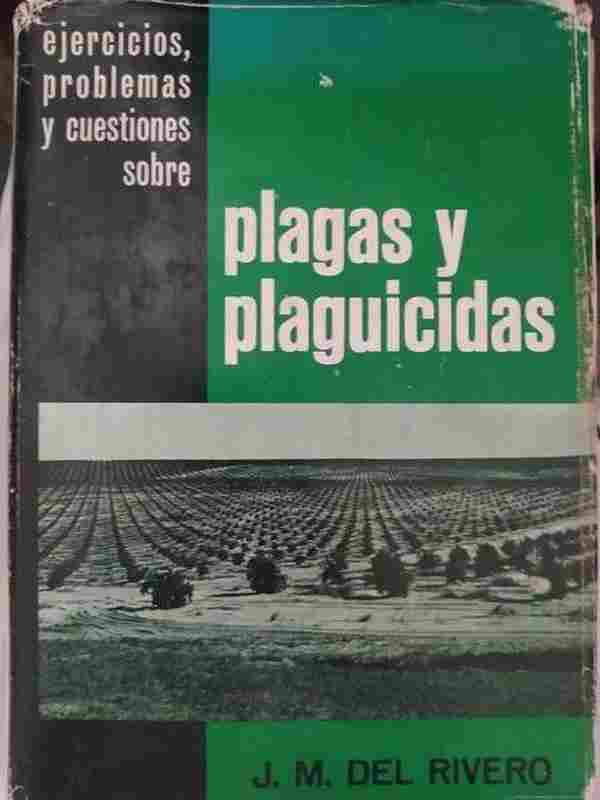 ejercicios,
problemas
y cuestiones
sobre
plagas y
plaguicidas
J. M. DEL RIVERO